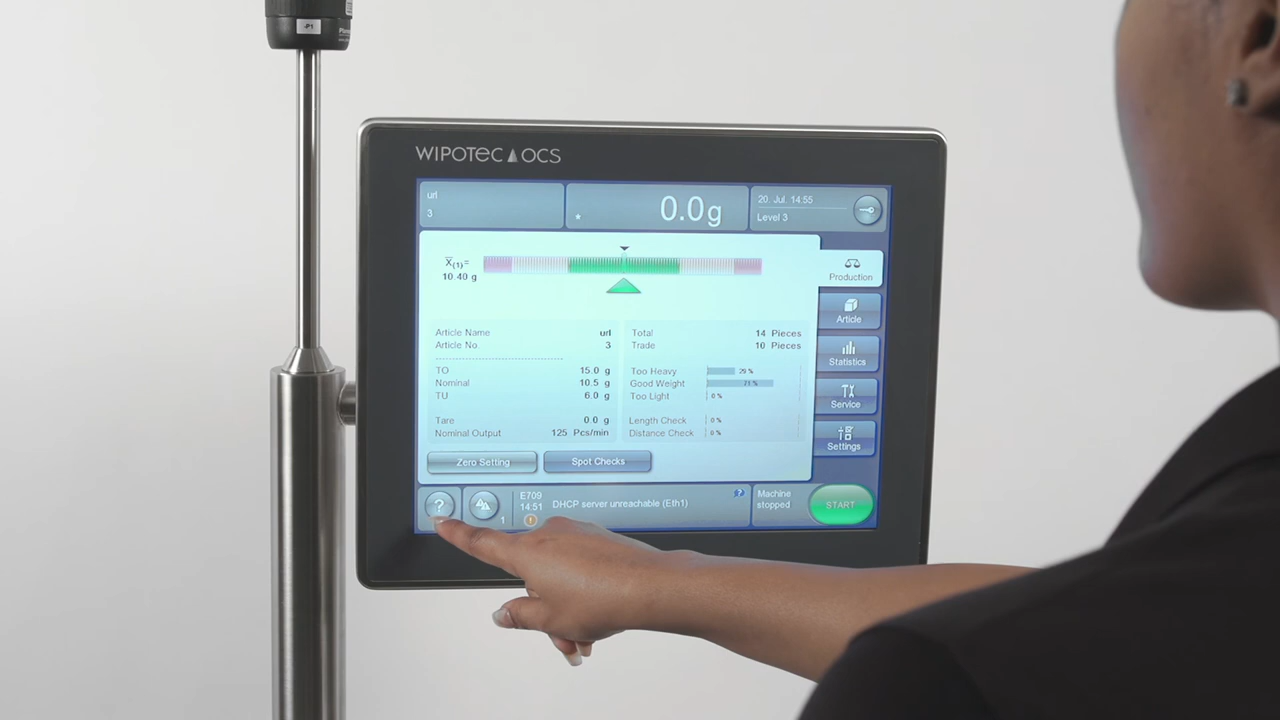 -P1
WIPOTEC OCS
url
3
* 0.0g
20. Jul. 14:55
Level 3
X(1)=
10.40 g
Production
Article
Statistics
Service
Settings
Article Name url
Article No. 3
TO 15.0 g
Nominal 10.5 g
TU 6.0 g
Tare 0.0 g
Nominal Output 125 Pcs/min
Total 14 Pieces
Trade 10 Pieces
Too Heavy 29 %
Good Weight 71 %
Too Light 0 %
Length Check 0 %
Distance Check 0 %
Zero Setting
Spot Checks
?
1
E709
14:51
!
DHCP server unreachable (Eth1)
?
Machine
stopped
START